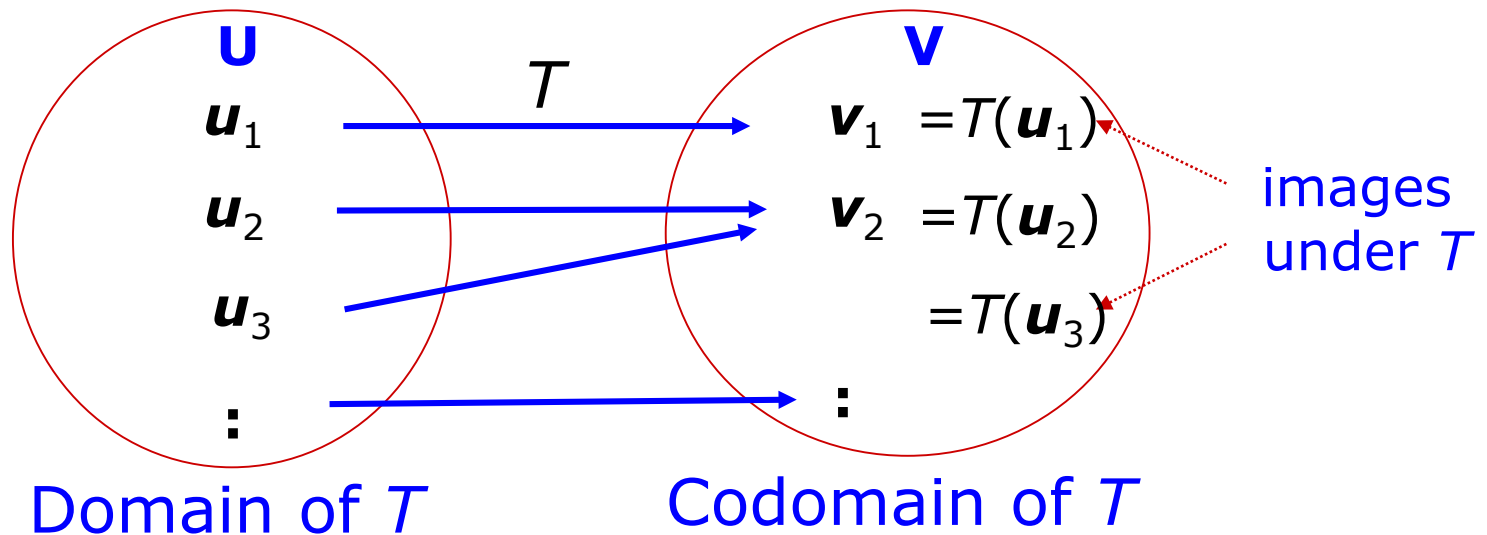 U V
T
u₁ v₁ =T(u₁)
u₂ v₂ =T(u₂)
images
under T
u₃ =T(u₃)
: :
Domain of T Codomain of T